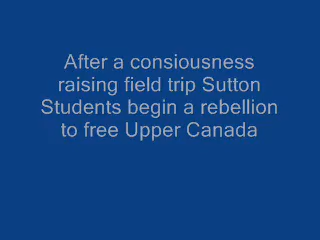 After a consiousness
raising field trip Sutton
Students begin a rebellion
to free Upper Canada